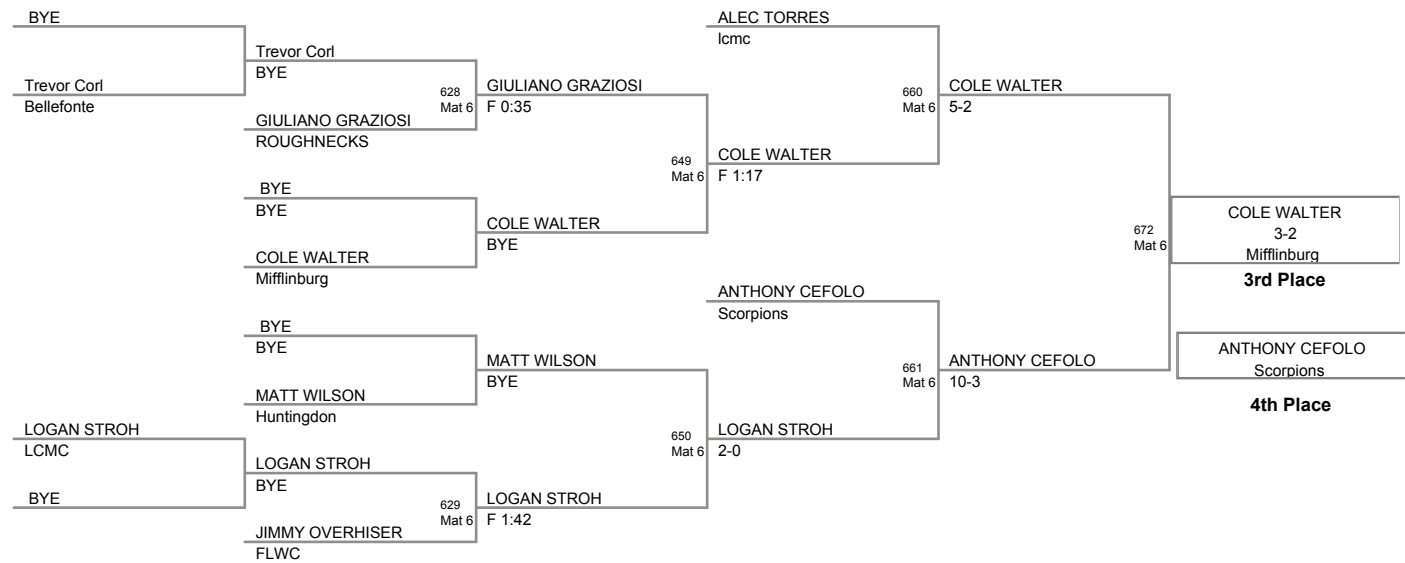 BYE
Trevor Corl
Bellefonte
LOGAN STROH
LCMC
BYE
Trevor Corl
BYE
628
Mat 6
GIULIANO GRAZIOSI
ROUGHNECKS
BYE
BYE
COLE WALTER
Mifflinburg
BYE
BYE
MATT WILSON
Huntingdon
LOGAN STROH
BYE
629
Mat 6
JIMMY OVERHISER
FLWC
GIULIANO GRAZIOSI
F 0:35
649
Mat 6
COLE WALTER
BYE
MATT WILSON
BYE
650
Mat 6
LOGAN STROH
F 1:42
ALEC TORRES
lcmc
660
Mat 6
COLE WALTER
F 1:17
ANTHONY CEFOLO
Scorpions
661
Mat 6
LOGAN STROH
2-0
COLE WALTER
5-2
672
Mat 6
ANTHONY CEFOLO
10-3
COLE WALTER
3-2
Mifflinburg
3rd Place
ANTHONY CEFOLO
Scorpions
4th Place